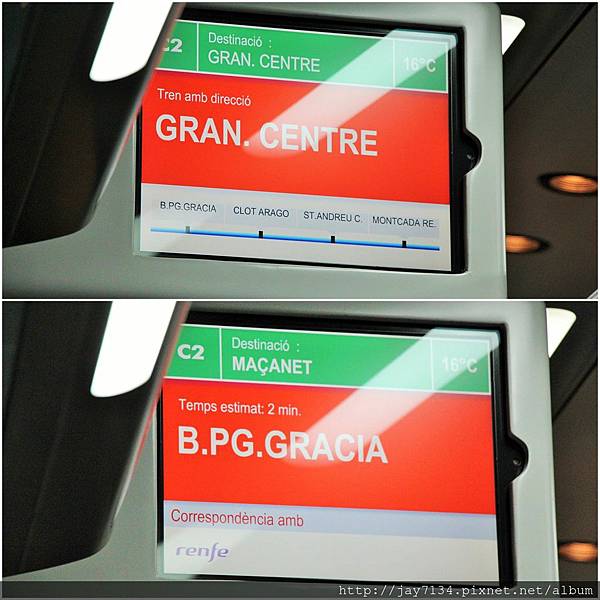 C2
Destinació :
GRAN. CENTRE
16°C
Tren amb direcció
GRAN. CENTRE
B.PG.GRACIA CLOT ARAGO ST.ANDREU C. MONTCADA RE.
C2
Destinació :
MAÇANET
16°C
Temps estimat: 2 min.
B.PG.GRACIA
Correspondència amb
renfe
http://jay7134.pixnet.net/album